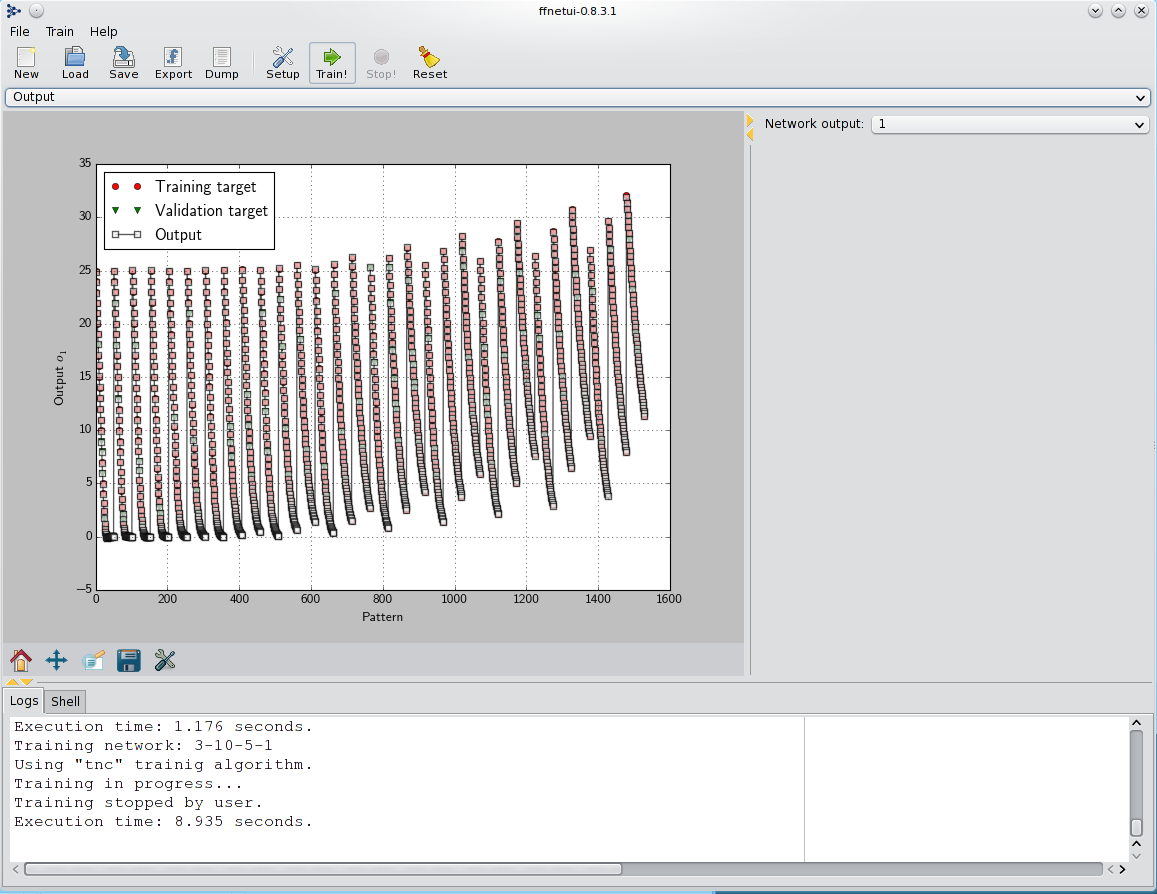 ffnetui-0.8.3.1
File Train Help
New Load Save Export Dump Setup Train! Stop! Reset
Output
Network output: 1
35
30
25
20
15
10
5
0
−5
Output o1
Training target
Validation target
Output
0 200 400 600 800 1000 1200 1400 1600
Pattern
Logs Shell
Execution time: 1.176 seconds.
Training network: 3-10-5-1
Using "tnc" trainig algorithm.
Training in progress...
Training stopped by user.
Execution time: 8.935 seconds.